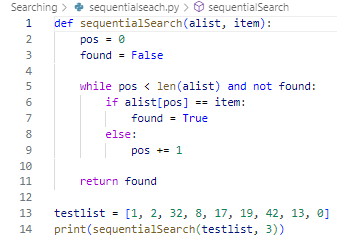 Searching > sequentialseach.py > sequentialSearch
1 def sequentialSearch(alist, item):
2     pos = 0
3     found = False
4
5     while pos < len(alist) and not found:
6         if alist[pos] == item:
7             found = True
8         else:
9             pos += 1
10
11     return found
12
13 testlist = [1, 2, 32, 8, 17, 19, 42, 13, 0]
14 print(sequentialSearch(testlist, 3))